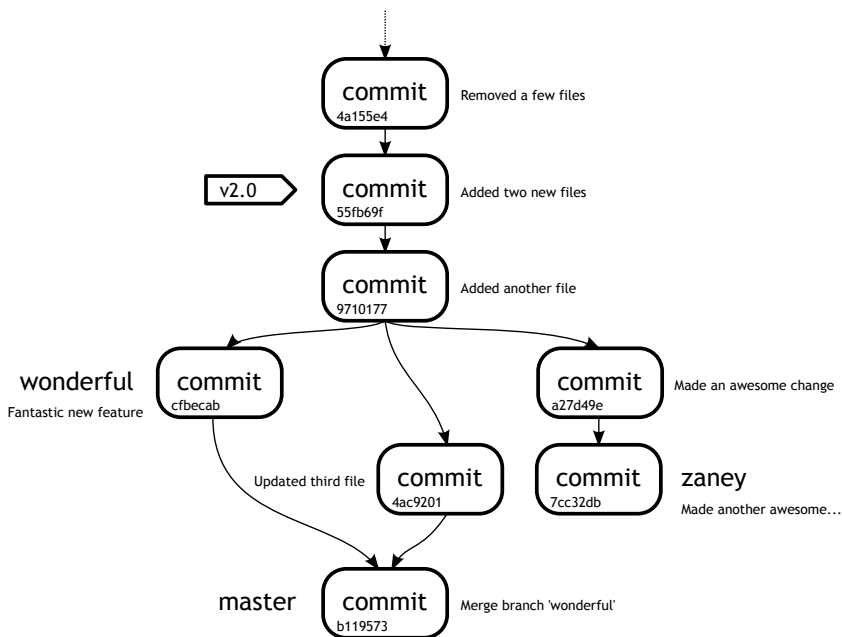 commit
4a155e4
Removed a few files
v2.0
commit
55fb69f
Added two new files
commit
9710177
Added another file
wonderful
Fantastic new feature
commit
cfbecab
commit
a27d49e
Made an awesome change
Updated third file
commit
4ac9201
commit
7cc32db
zaney
Made another awesome...
master
commit
b119573
Merge branch 'wonderful'